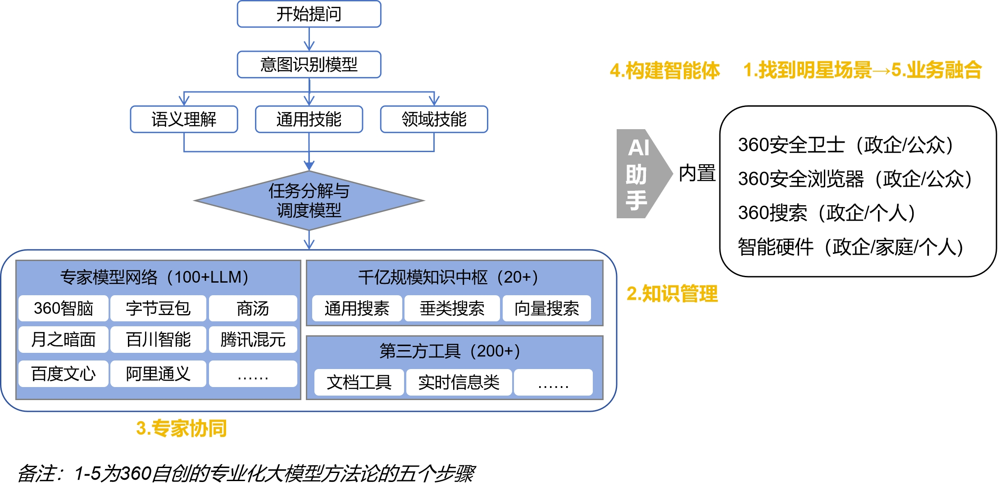 开始提问
意图识别模型
语义理解
通用技能
领域技能
任务分解与
调度模型
专家模型网络（100+LLM）
360智脑
字节豆包
商汤
月之暗面
百川智能
腾讯混元
百度文心
阿里通义
……
千亿规模知识中枢（20+）
通用搜素
垂类搜索
向量搜索
第三方工具（200+）
文档工具
实时信息类
……
3.专家协同
2.知识管理
4.构建智能体
1.找到明星场景→5.业务融合
AI
助
手
内置
360安全卫士（政企/公众）
360安全浏览器（政企/公众）
360搜索（政企/个人）
智能硬件（政企/家庭/个人）
备注：1-5为360自创的专业化大模型方法论的五个步骤